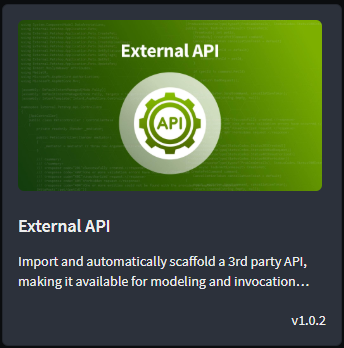 External API
API
External API
Import and automatically scaffold a 3rd party API,
making it available for modeling and invocation...
v1.0.2